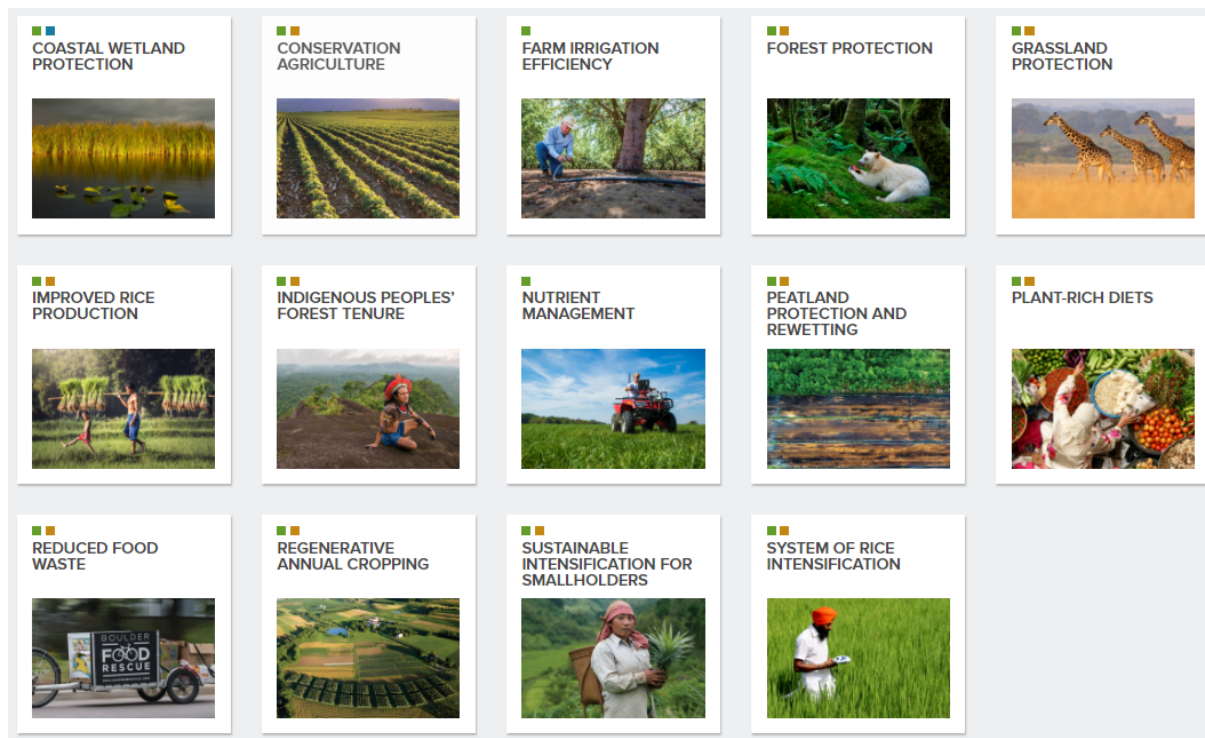 COASTAL WETLAND
PROTECTION
CONSERVATION
AGRICULTURE
FARM IRRIGATION
EFFICIENCY
FOREST PROTECTION
GRASSLAND
PROTECTION
IMPROVED RICE
PRODUCTION
INDIGENOUS PEOPLES’
FOREST TENURE
NUTRIENT
MANAGEMENT
PEATLAND
PROTECTION AND
REWETTING
PLANT-RICH DIETS
REDUCED FOOD
WASTE
BOULDER
FOOD
RESCUE
REGENERATIVE
ANNUAL CROPPING
SUSTAINABLE
INTENSIFICATION FOR
SMALLHOLDERS
SYSTEM OF RICE
INTENSIFICATION